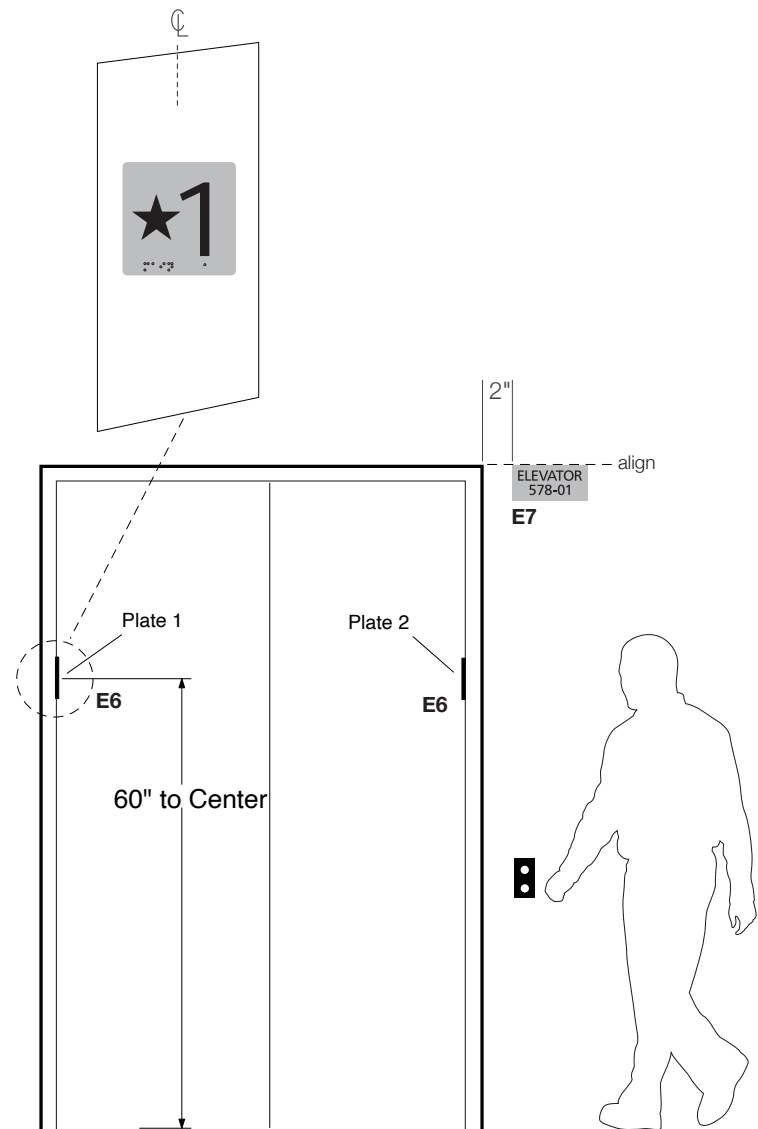 ℄
★1
2"
align
ELEVATOR
578-01
E7
Plate 1
Plate 2
E6
E6
60" to Center